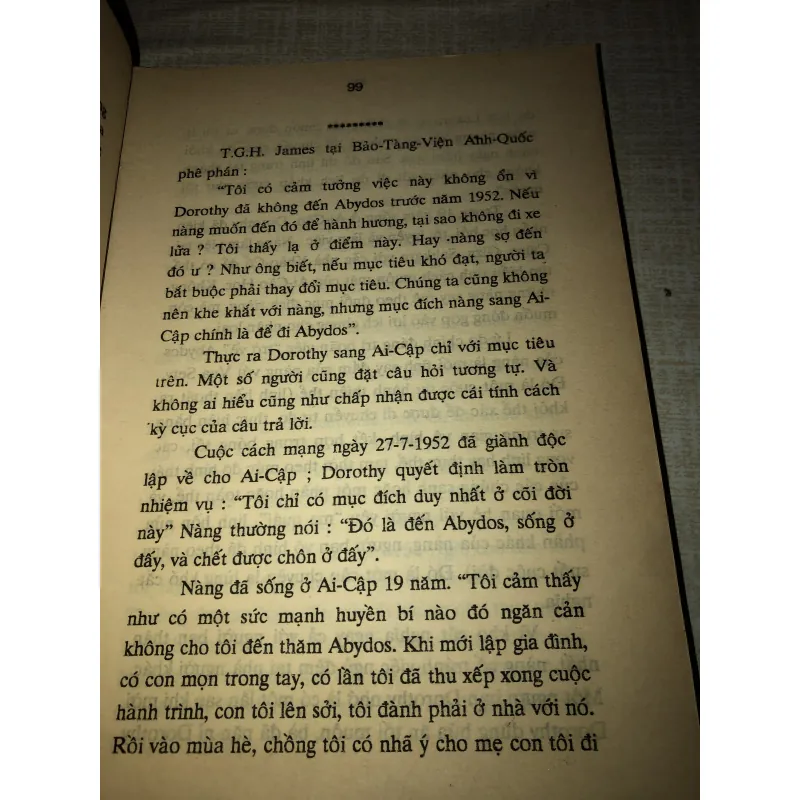 99
*********
T.G.H. James tại Bảo-Tàng-Viện Anh-Quốc
phê phán :
“Tôi có cảm tưởng việc này không ổn vì
Dorothy đã không đến Abydos trước năm 1952. Nếu
nàng muốn đến đó để hành hương, tại sao không đi xe
lửa ? Tôi thấy lạ ở điểm này. Hay nàng sợ đến
đó ư ? Như ông biết, nếu mục tiêu khó đạt, người ta
bắt buộc phải thay đổi mục tiêu. Chúng ta cũng không
nên khe khắt với nàng, nhưng mục đích nàng sang Ai-
Cập chính là để đi Abydos”.
Thực ra Dorothy sang Ai-Cập chỉ với mục tiêu
trên. Một số người cũng đặt câu hỏi tương tự. Và
không ai hiểu cũng như chấp nhận được cái tính cách
kỳ cục của câu trả lời.
Cuộc cách mạng ngày 27-7-1952 đã giành độc
lập về cho Ai-Cập ; Dorothy quyết định làm tròn
nhiệm vụ : “Tôi chỉ có mục đích duy nhất ở cõi đời
này” Nàng thường nói : “Đó là đến Abydos, sống ở
đấy, và chết được chôn ở đấy”.
Nàng đã sống ở Ai-Cập 19 năm. “Tôi cảm thấy
như có một sức mạnh huyền bí nào đó ngăn cản
không cho tôi đến thăm Abydos. Khi mới lập gia đình,
có con mọn trong tay, có lần tôi đã thu xếp xong cuộc
hành trình, con tôi lên sởi, tôi đành phải ở nhà với nó.
Rồi vào mùa hè, chồng tôi có nhã ý cho mẹ con tôi đi